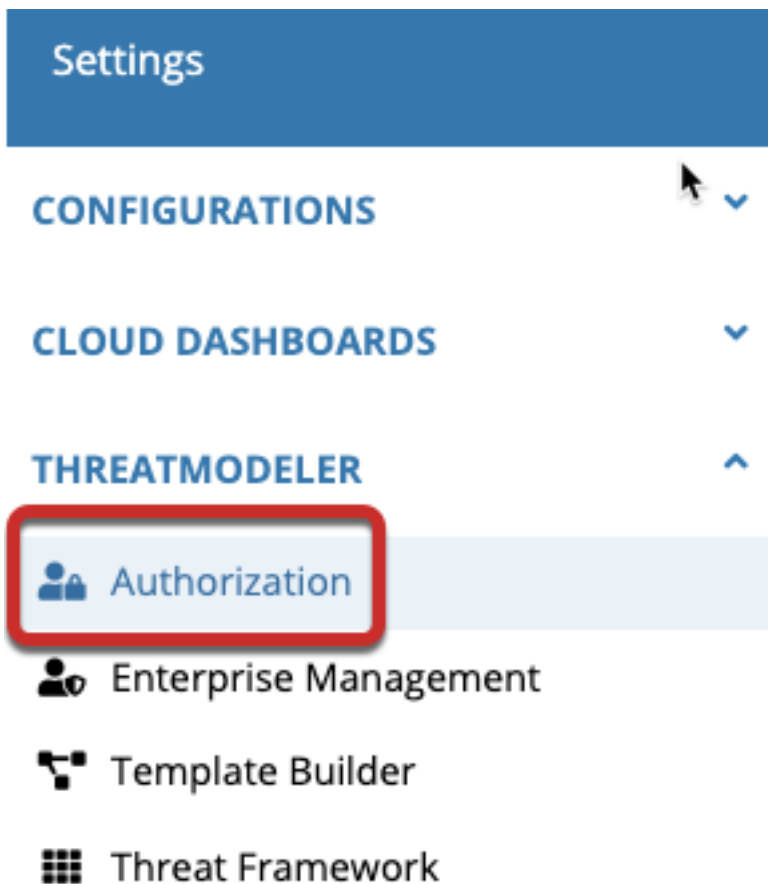 Settings
CONFIGURATIONS
CLOUD DASHBOARDS
THREATMODELER
Authorization
Enterprise Management
Template Builder
Threat Framework